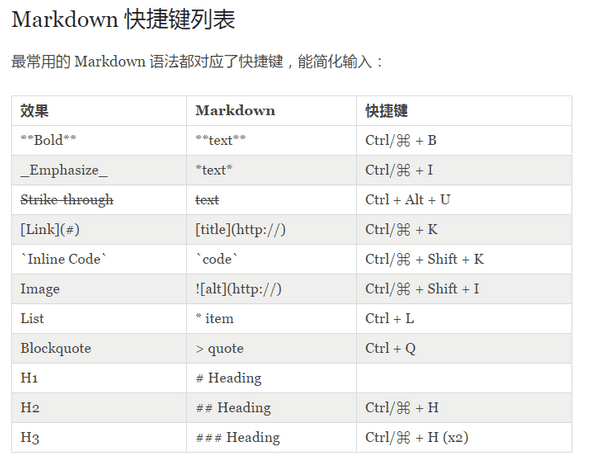 Markdown 快捷键列表
最常用的 Markdown 语法都对应了快捷键，能简化输入：
效果 Markdown 快捷键
**Bold** **text** Ctrl/⌘ + B
_Emphasize_ *text* Ctrl/⌘ + I
Strike-through text Ctrl + Alt + U
[Link](#) [title](http://) Ctrl/⌘ + K
`Inline Code` `code` Ctrl/⌘ + Shift + K
Image ![alt](http://) Ctrl/⌘ + Shift + I
List * item Ctrl + L
Blockquote > quote Ctrl + Q
H1 # Heading
H2 ## Heading Ctrl/⌘ + H
H3 ### Heading Ctrl/⌘ + H (x2)